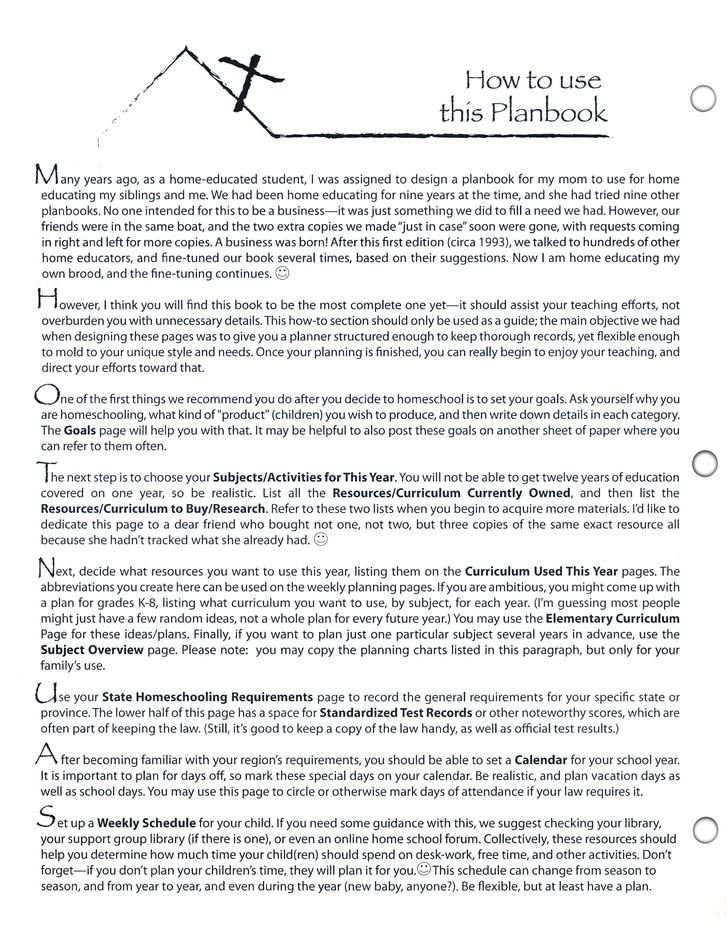 How to use
this Planbook
Many years ago, as a home-educated student, I was assigned to design a planbook for my mom to use for home
educating my siblings and me. We had been home educating for nine years at the time, and she had tried nine other
planbooks. No one intended for this to be a business—it was just something we did to fill a need we had. However, our
friends were in the same boat, and the two extra copies we made "just in case" soon were gone, with requests coming
in right and left for more copies. A business was born! After this first edition (circa 1993), we talked to hundreds of other
home educators, and fine-tuned our book several times, based on their suggestions. Now I am home educating my
own brood, and the fine-tuning continues. ☺
However, I think you will find this book to be the most complete one yet—it should assist your teaching efforts, not
overburden you with unnecessary details. This how-to section should only be used as a guide; the main objective we had
when designing these pages was to give you a planner structured enough to keep thorough records, yet flexible enough
to mold to your unique style and needs. Once your planning is finished, you can really begin to enjoy your teaching, and
direct your efforts toward that.
One of the first things we recommend you do after you decide to homeschool is to set your goals. Ask yourself why you
are homeschooling, what kind of "product" (children) you wish to produce, and then write down details in each category.
The Goals page will help you with that. It may be helpful to also post these goals on another sheet of paper where you
can refer to them often.
The next step is to choose your Subjects/Activities for This Year. You will not be able to get twelve years of education
covered on one year, so be realistic. List all the Resources/Curriculum Currently Owned, and then list the
Resources/Curriculum to Buy/Research. Refer to these two lists when you begin to acquire more materials. I'd like to
dedicate this page to a dear friend who bought not one, not two, but three copies of the same exact resource all
because she hadn't tracked what she already had. ☺
Next, decide what resources you want to use this year, listing them on the Curriculum Used This Year pages. The
abbreviations you create here can be used on the weekly planning pages. If you are ambitious, you might come up with
a plan for grades K-8, listing what curriculum you want to use, by subject, for each year. (I'm guessing most people
might just have a few random ideas, not a whole plan for every future year.) You may use the Elementary Curriculum
Page for these ideas/plans. Finally, if you want to plan just one particular subject several years in advance, use the
Subject Overview page. Please note: you may copy the planning charts listed in this paragraph, but only for your
family's use.
Use your State Homeschooling Requirements page to record the general requirements for your specific state or
province. The lower half of this page has a space for Standardized Test Records or other noteworthy scores, which are
often part of keeping the law. (Still, it's good to keep a copy of the law handy, as well as official test results.)
After becoming familiar with your region's requirements, you should be able to set a Calendar for your school year.
It is important to plan for days off, so mark these special days on your calendar. Be realistic, and plan vacation days as
well as school days. You may use this page to circle or otherwise mark days of attendance if your law requires it.
Set up a Weekly Schedule for your child. If you need some guidance with this, we suggest checking your library,
your support group library (if there is one), or even an online home school forum. Collectively, these resources should
help you determine how much time your child(ren) should spend on desk-work, free time, and other activities. Don't
forget—if you don't plan your children's time, they will plan it for you.☺This schedule can change from season to
season, and from year to year, and even during the year (new baby, anyone?). Be flexible, but at least have a plan.